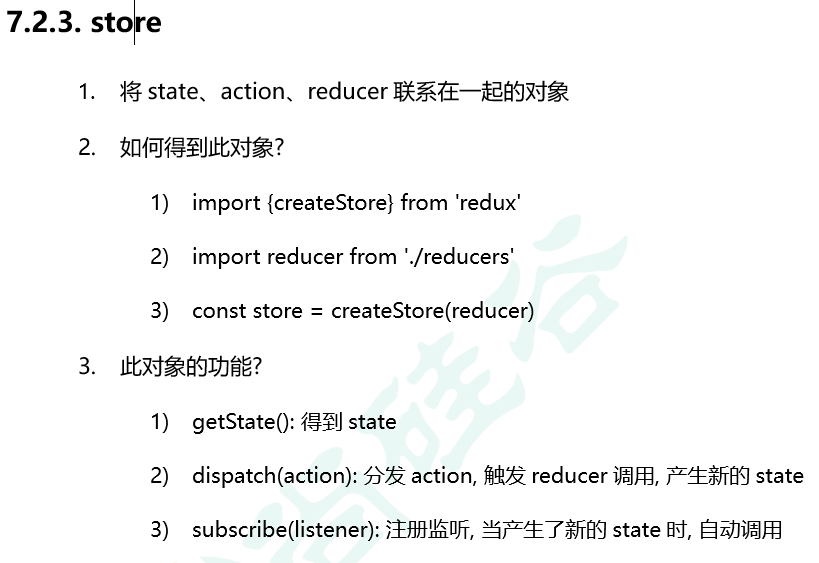 7.2.3. store
1. 将 state、action、reducer 联系在一起的对象
2. 如何得到此对象?
1) import {createStore} from 'redux'
2) import reducer from './reducers'
3) const store = createStore(reducer)
3. 此对象的功能?
1) getState(): 得到 state
2) dispatch(action): 分发 action, 触发 reducer 调用, 产生新的 state
3) subscribe(listener): 注册监听, 当产生了新的 state 时, 自动调用
尚硅谷